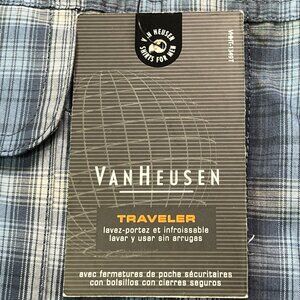 VAN HEUSEN
SHIRTS FOR MEN
VANHEUSEN
TRAVELER
lavez-portez et infroissable
lavar y usar sin arrugas
avec fermetures de poche sécuritaires
con bolsillos con cierres seguros